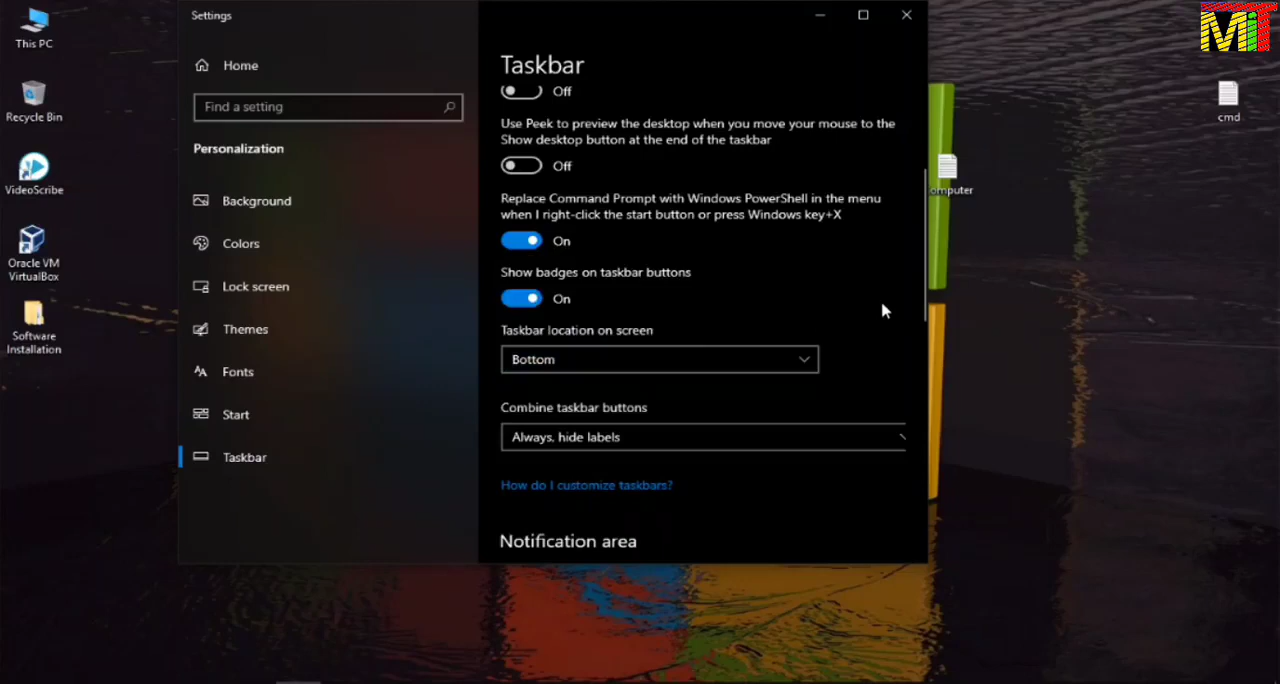 This PC
Recycle Bin
VideoScribe
Oracle VM
VirtualBox
Software
Installation
Settings
Home
Find a setting
Personalization
Background
Colors
Lock screen
Themes
Fonts
Start
Taskbar
Taskbar
Off
Use Peek to preview the desktop when you move your mouse to the
Show desktop button at the end of the taskbar
Off
Replace Command Prompt with Windows PowerShell in the menu
when I right-click the start button or press Windows key+X
On
Show badges on taskbar buttons
On
Taskbar location on screen
Bottom
Combine taskbar buttons
Always, hide labels
How do I customize taskbars?
Notification area
omputer
MiT
cmd